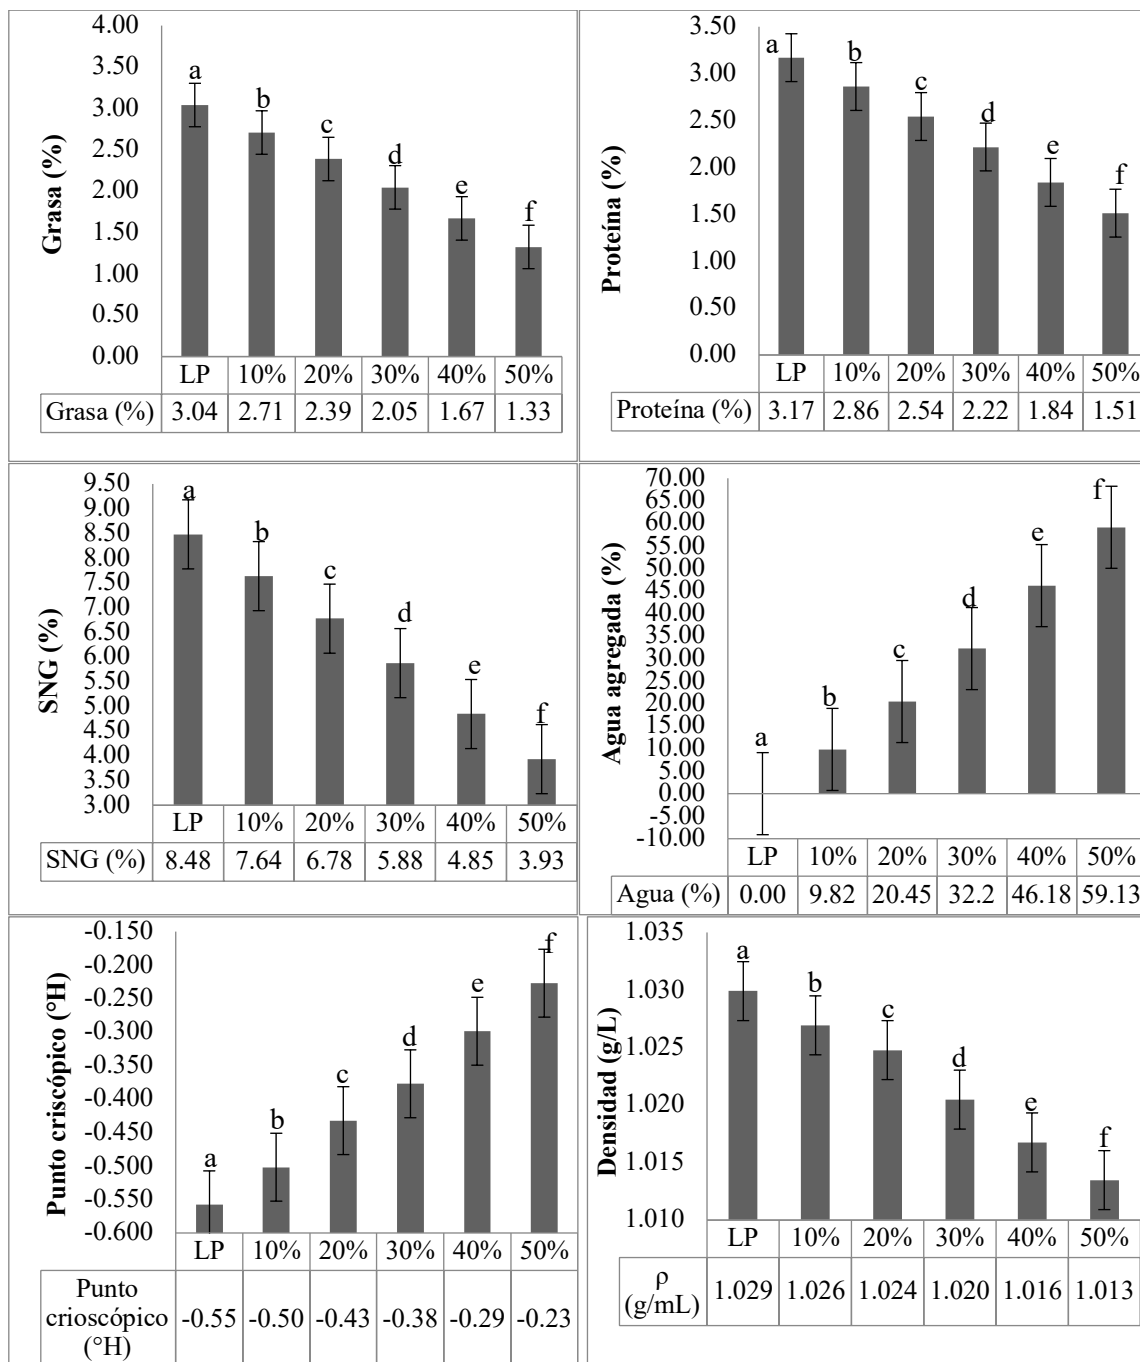 Grasa (%)
4.00
3.50
3.00
2.50
2.00
1.50
1.00
0.50
0.00
a
b
c
d
e
f
LP 10% 20% 30% 40% 50%
Grasa (%) 3.04 2.71 2.39 2.05 1.67 1.33
Proteína (%)
3.50
3.00
2.50
2.00
1.50
1.00
0.50
0.00
a
b
c
d
e
f
LP 10% 20% 30% 40% 50%
Proteína (%) 3.17 2.86 2.54 2.22 1.84 1.51
SNG (%)
9.50
9.00
8.50
8.00
7.50
7.00
6.50
6.00
5.50
5.00
4.50
4.00
3.50
3.00
a
b
c
d
e
f
LP 10% 20% 30% 40% 50%
SNG (%) 8.48 7.64 6.78 5.88 4.85 3.93
Agua agregada (%)
70.00
65.00
60.00
55.00
50.00
45.00
40.00
35.00
30.00
25.00
20.00
15.00
10.00
5.00
0.00
-5.00
-10.00
a
b
c
d
e
f
LP 10% 20% 30% 40% 50%
Agua (%) 0.00 9.82 20.45 32.2 46.18 59.13
Punto criscópico (°H)
-0.150
-0.200
-0.250
-0.300
-0.350
-0.400
-0.450
-0.500
-0.550
-0.600
a
b
c
d
e
f
LP 10% 20% 30% 40% 50%
Punto
crioscópico
(°H)
-0.55 -0.50 -0.43 -0.38 -0.29 -0.23
Densidad (g/L)
1.035
1.030
1.025
1.020
1.015
1.010
a
b
c
d
e
f
LP 10% 20% 30% 40% 50%
ρ
(g/mL)
1.029 1.026 1.024 1.020 1.016 1.013